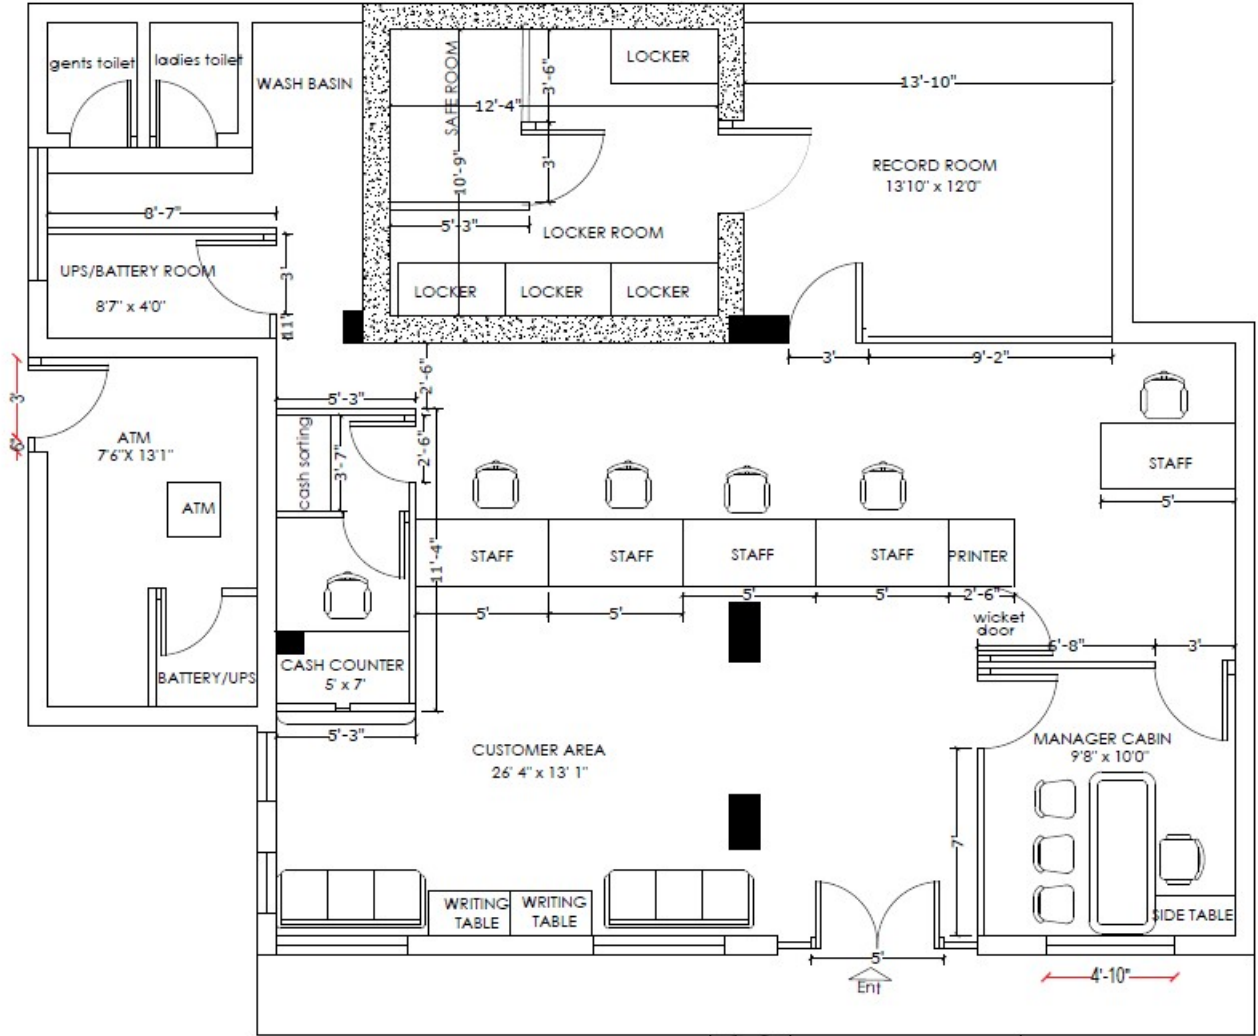 gents toilet
ladies toilet
WASH BASIN
SAFE ROOM
12'-4"
10'-9"
3'-6"
3'
5'-3"
LOCKER
LOCKER ROOM
LOCKER
LOCKER
LOCKER
13'-10"
RECORD ROOM
13'10" x 12'0"
8'-7"
UPS/BATTERY ROOM
8'7" x 4'0"
3'
11"
3'
6"
ATM
7'6"X 13'1"
ATM
BATTERY/UPS
5'-3"
2'-6"
cash sorting
3'-7"
2'-6"
11'-4"
3'
9'-2"
STAFF
5'
STAFF
STAFF
STAFF
STAFF
PRINTER
5'
5'
5'
5'
2'-6"
wicket
door
6'-8"
3'
CASH COUNTER
5' x 7'
5'-3"
CUSTOMER AREA
26' 4" x 13' 1"
MANAGER CABIN
9'8" x 10'0"
7'
WRITING
TABLE
WRITING
TABLE
SIDE TABLE
5'
Ent
4'-10"